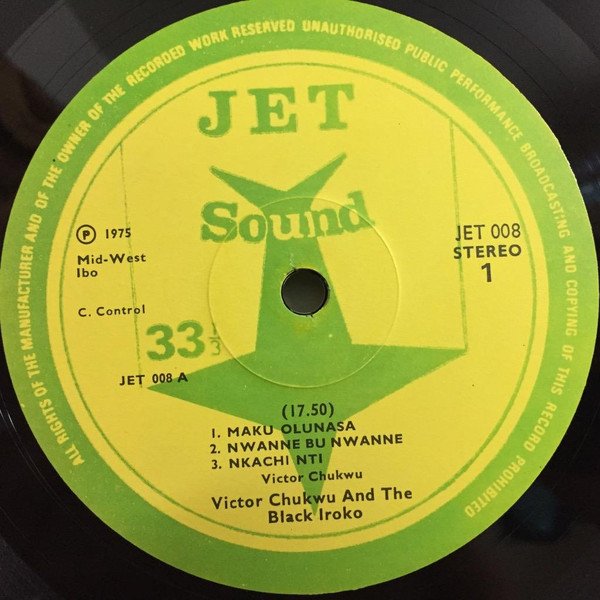 ALL RIGHTS OF THE MANUFACTURER AND OF THE OWNER OF THE RECORDED WORK RESERVED UNAUTHORISED PUBLIC PERFORMANCE BROADCASTING AND COPYING OF THIS RECORD PROHIBITED
JET
Sound
℗ 1975
Mid-West
Ibo
C. Control
JET 008
STEREO
1
33⅓
JET 008 A
(17.50)
1. MAKU OLUNASA
2. NWANNE BU NWANNE
3. NKACHI NTI
Victor Chukwu
Victor Chukwu And The
Black Iroko